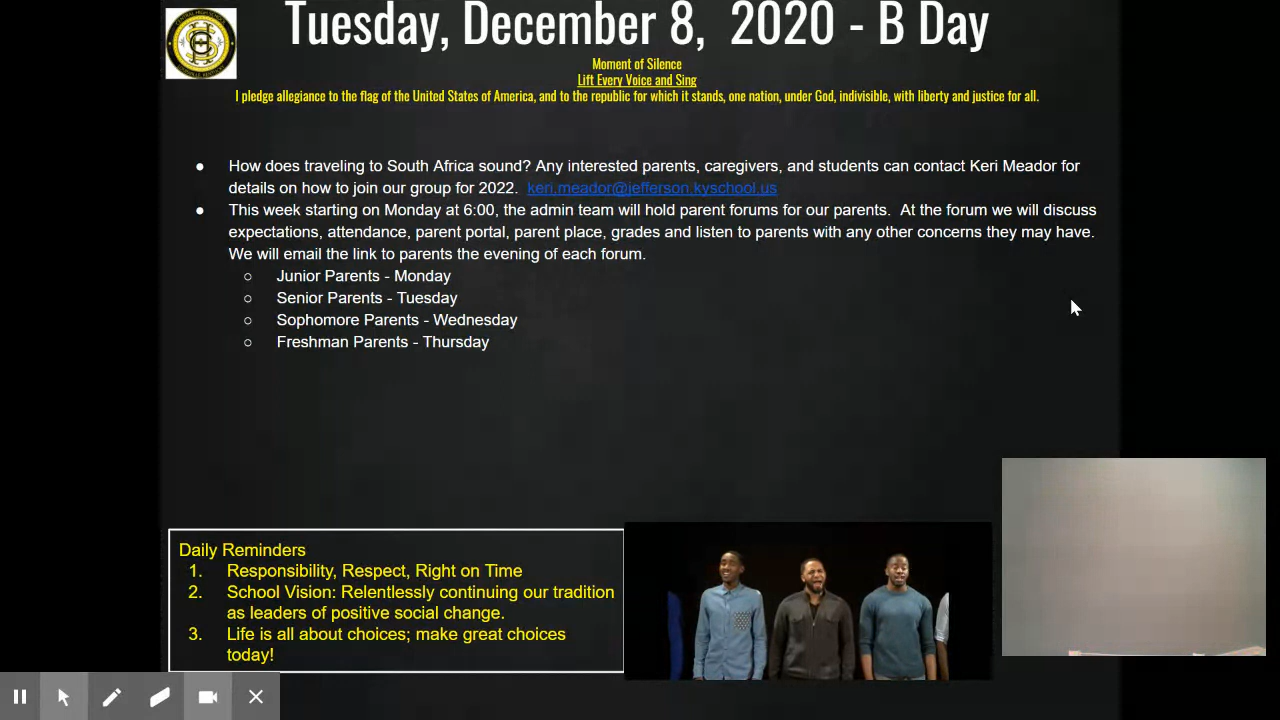 Tuesday, December 8, 2020 - B Day
Moment of Silence
Lift Every Voice and Sing
I pledge allegiance to the flag of the United States of America, and to the republic for which it stands, one nation, under God, indivisible, with liberty and justice for all.
● How does traveling to South Africa sound? Any interested parents, caregivers, and students can contact Keri Meador for
details on how to join our group for 2022. keri.meador@jefferson.kyschool.us
● This week starting on Monday at 6:00, the admin team will hold parent forums for our parents. At the forum we will discuss
expectations, attendance, parent portal, parent place, grades and listen to parents with any other concerns they may have.
We will email the link to parents the evening of each forum.
○ Junior Parents - Monday
○ Senior Parents - Tuesday
○ Sophomore Parents - Wednesday
○ Freshman Parents - Thursday
Daily Reminders
1. Responsibility, Respect, Right on Time
2. School Vision: Relentlessly continuing our tradition
as leaders of positive social change.
3. Life is all about choices; make great choices
today!